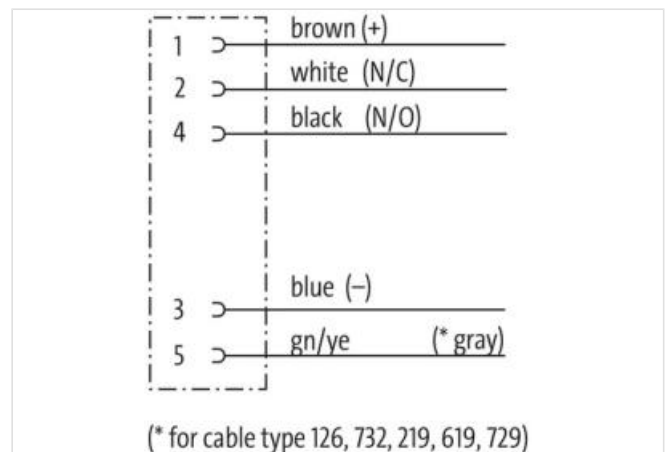 1 brown (+)
2 white (N/C)
4 black (N/O)
3 blue (–)
5 gn/ye (* gray)
(* for cable type 126, 732, 219, 619, 729)